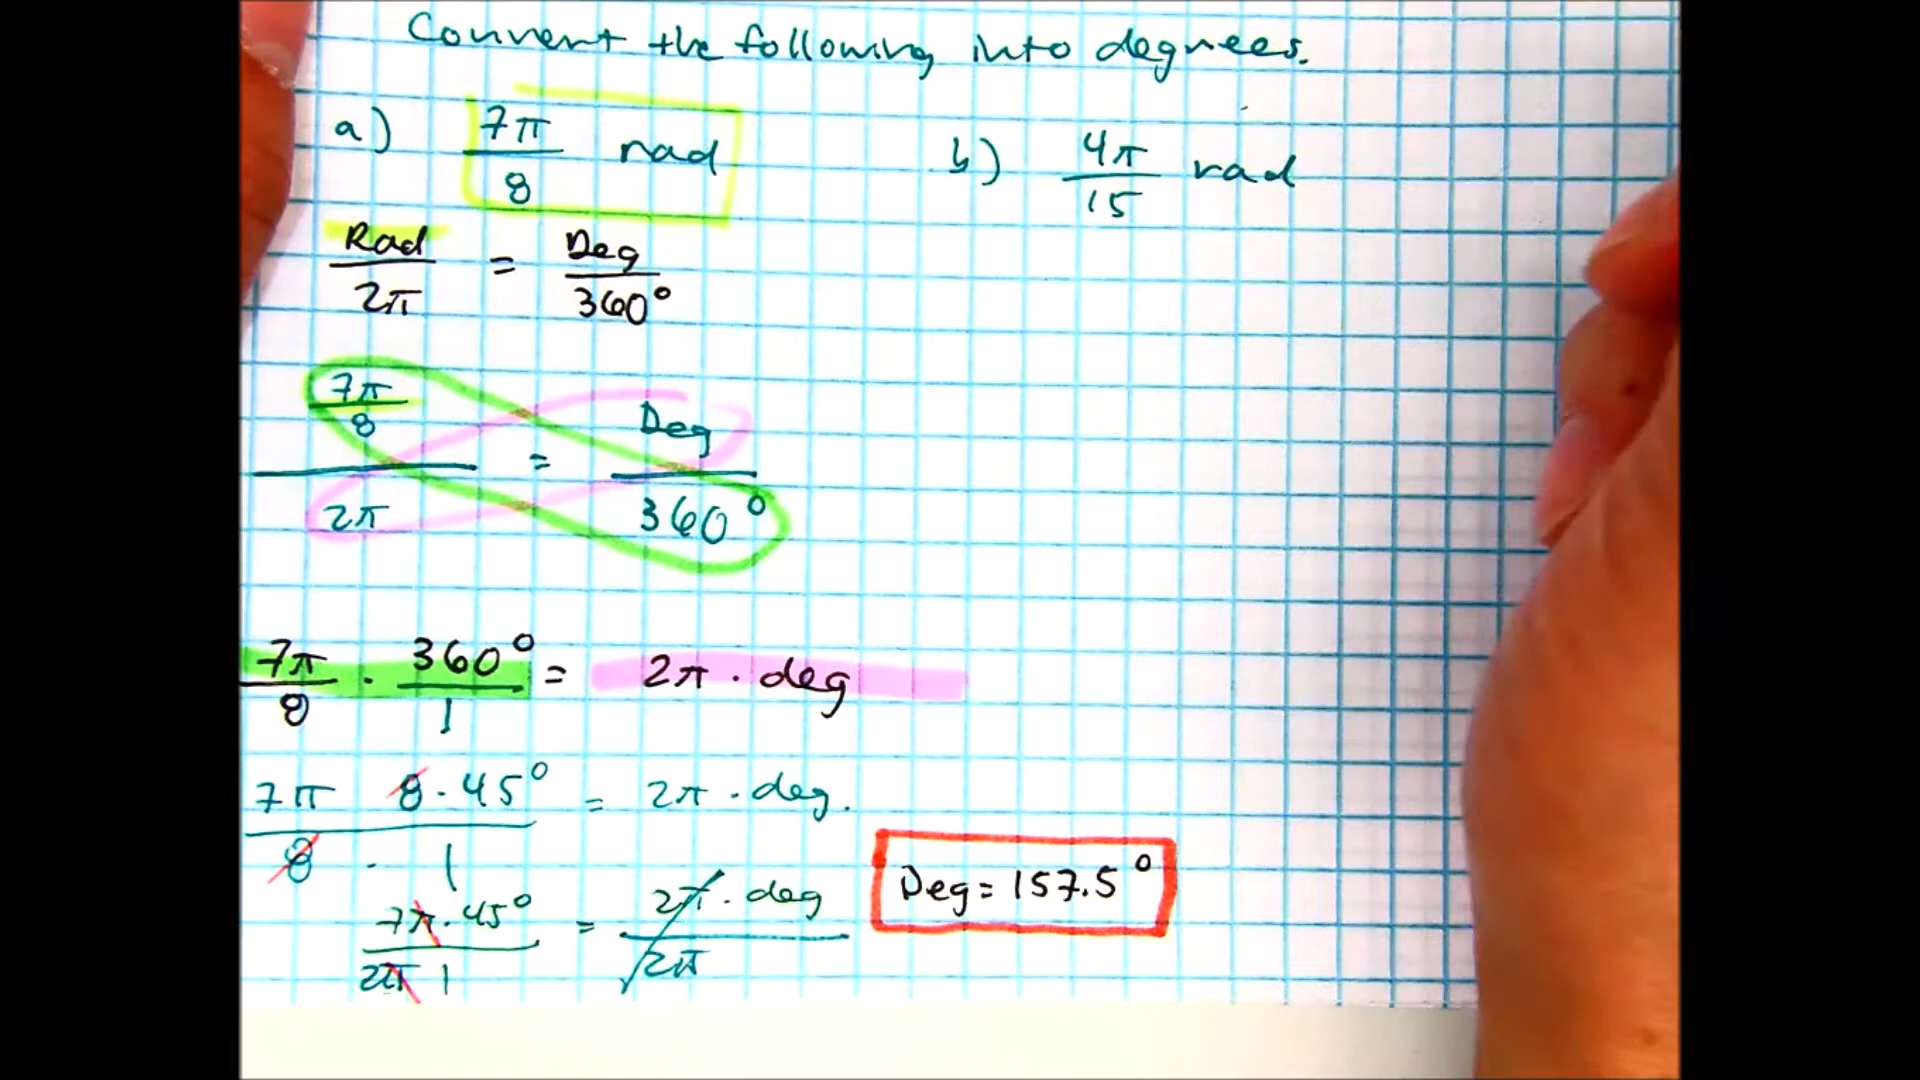 Convert the following into degrees.
a) 7π/8 rad
b) 4π/15 rad
Rad/2π = Deg/360°
7π/8 / 2π = Deg/360°
7π/8 · 360°/1 = 2π · deg
7π 8 · 45° / 8 · 1 = 2π · deg.
7π · 45° / 2π 1 = 2π · deg / 2π
Deg = 157.5°